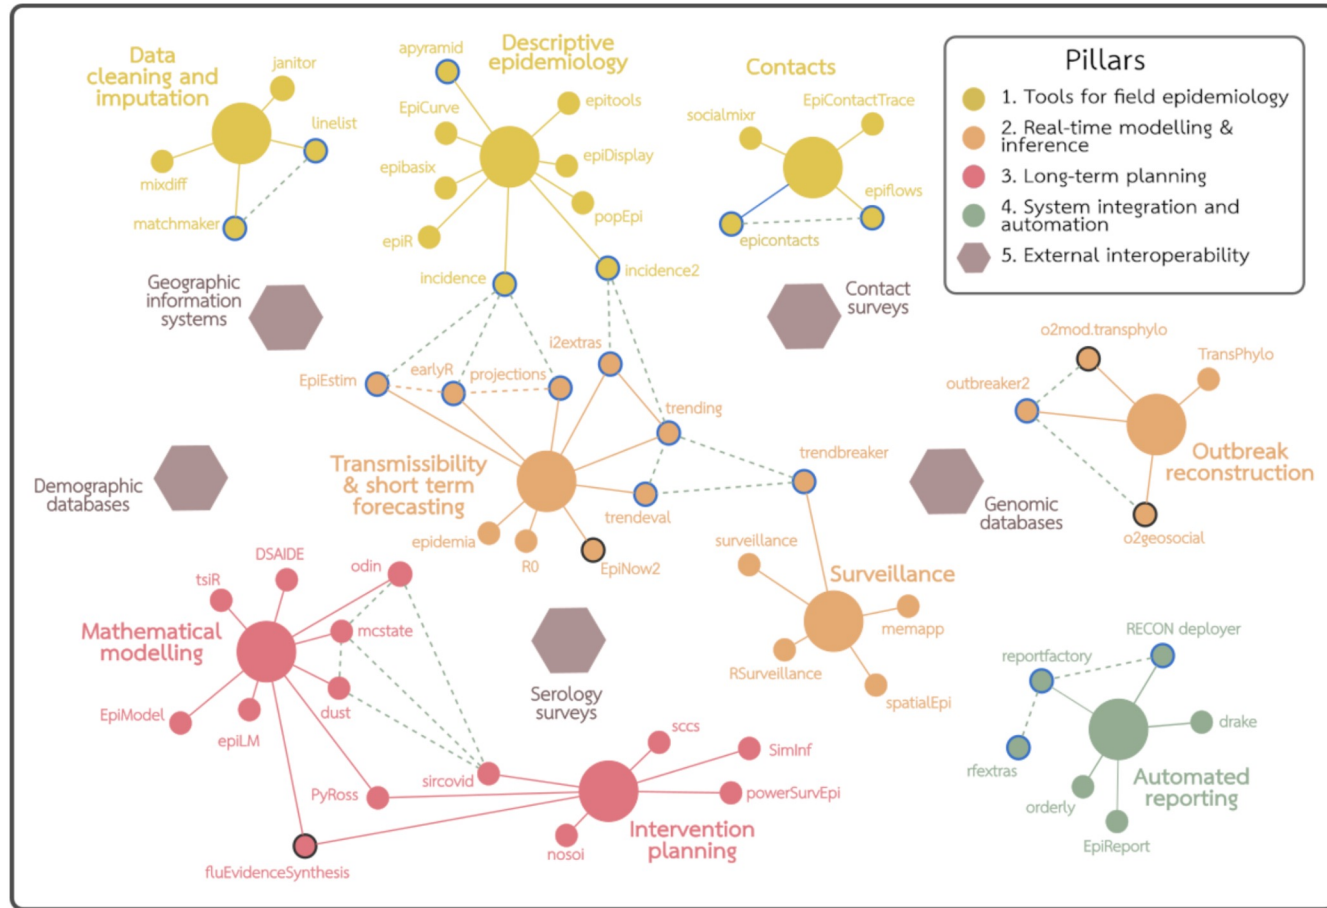 Data
cleaning and
imputation
janitor
linelist
mixdiff
matchmaker
Descriptive
epidemiology
apyramid
EpiCurve
epibasix
epiR
epitools
epiDisplay
popEpi
incidence
incidence2
Contacts
socialmixr
EpiContactTrace
epiflows
epicontacts
Pillars
1. Tools for field epidemiology
2. Real-time modelling &
inference
3. Long-term planning
4. System integration and
automation
5. External interoperability
Geographic
information
systems
Contact
surveys
EpiEstim
earlyR
projections
i2extras
trending
Transmissibility
& short term
forecasting
trendeval
trendbreaker
epidemia
R0
EpiNow2
o2mod.transphylo
TransPhylo
outbreaker2
Outbreak
reconstruction
o2geosocial
Demographic
databases
Genomic
databases
surveillance
Surveillance
memapp
RSurveillance
spatialEpi
DSAIDE
tsiR
odin
Mathematical
modelling
mcstate
dust
EpiModel
epiLM
PyRoss
sircovid
fluEvidenceSynthesis
Serology
surveys
sccs
SimInf
powerSurvEpi
nosoi
Intervention
planning
RECON deployer
reportfactory
drake
rfextras
Automated
reporting
orderly
EpiReport